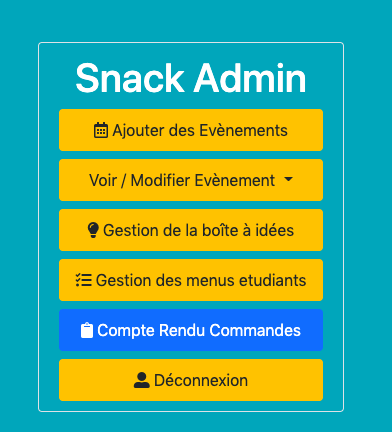 Snack Admin
Ajouter des Evènements
Voir / Modifier Evènement
Gestion de la boîte à idées
Gestion des menus etudiants
Compte Rendu Commandes
Déconnexion